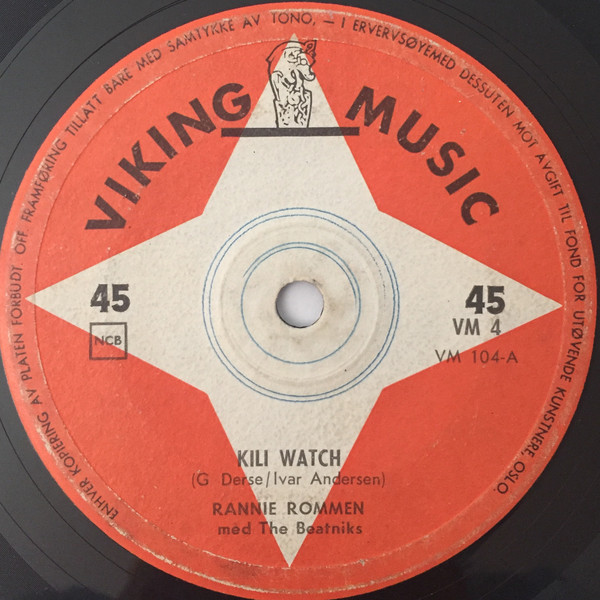 ENHVER KOPIERING AV PLATEN FORBUDT OFF FRAMFØRING TILLATT BARE MED SAMTYKKE AV TONO, — I ERVERVSØYEMED DESSUTEN MOT AVGIFT TIL FOND FOR UTØVENDE KUNSTNERE, OSLO.
VIKING MUSIC
45
NCB
45
VM 4
VM 104-A
KILI WATCH
(G Derse/Ivar Andersen)
RANNIE ROMMEN
med The Beatniks